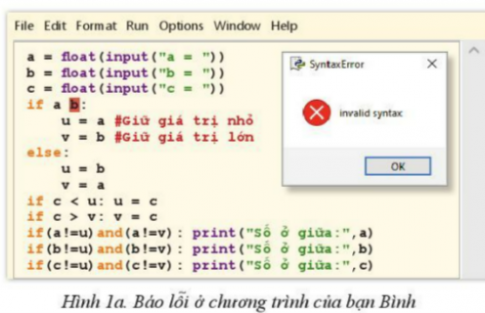 File Edit Format Run Options Window Help
a = float(input("a = "))
b = float(input("b = "))
c = float(input("c = "))
if a b:
    u = a #Giữ giá trị nhỏ
    v = b #Giữ giá trị lớn
else:
    u = b
    v = a
if c < u: u = c
if c > v: v = c
if(a!=u)and(a!=v): print("Số ở giữa:",a)
if(b!=u)and(b!=v): print("Số ở giữa:",b)
if(c!=u)and(c!=v): print("Số ở giữa:",c)
SyntaxError
invalid syntax
OK
Hình 1a. Báo lỗi ở chương trình của bạn Bình